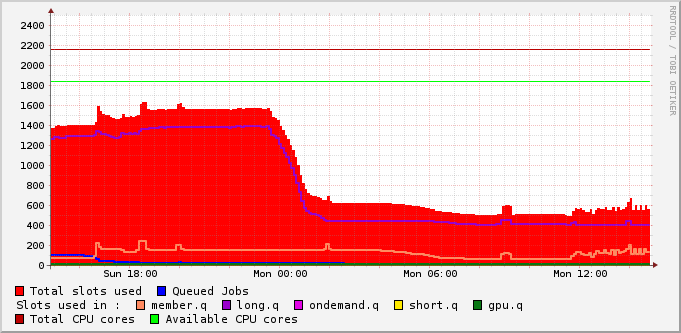 2400
2200
2000
1800
1600
1400
1200
1000
800
600
400
200
0
Sun 18:00 Mon 00:00 Mon 06:00 Mon 12:00
Total slots used Queued Jobs
Slots used in : member.q long.q ondemand.q short.q gpu.q
Total CPU cores Available CPU cores
RRDTOOL / TOBI OETIKER